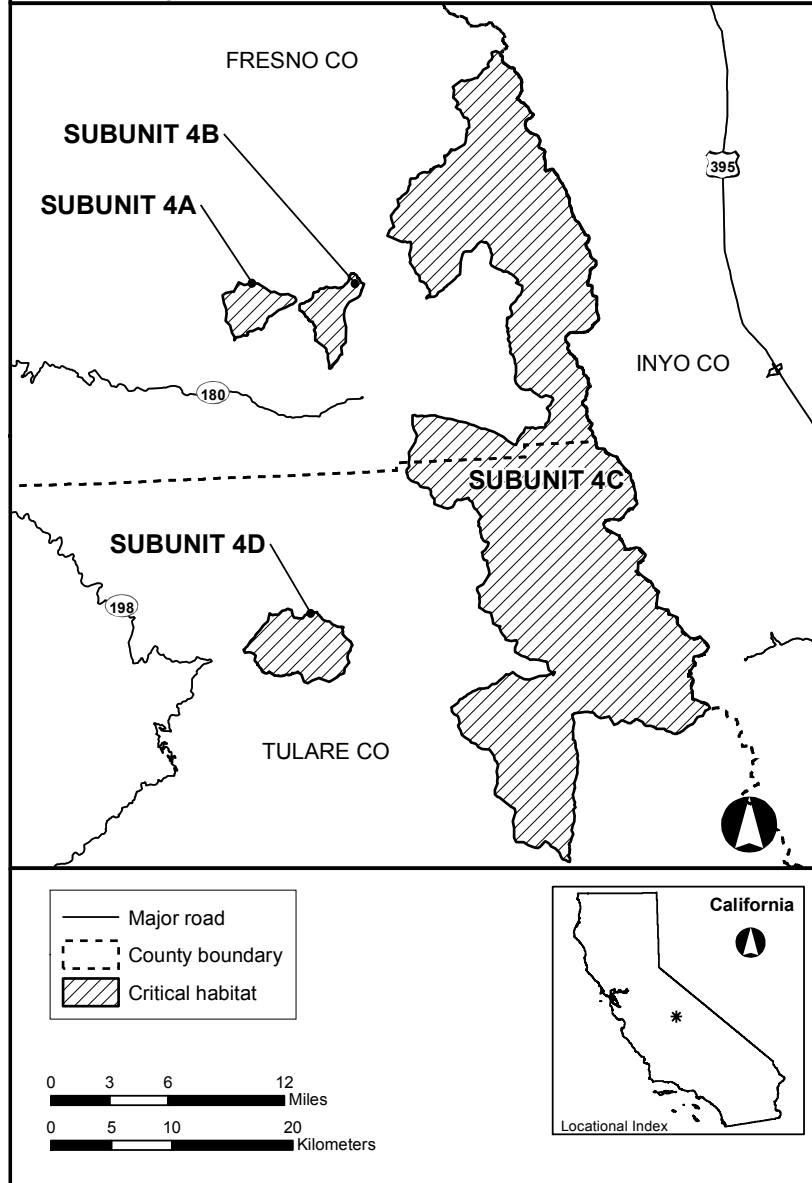 FRESNO CO
SUBUNIT 4B
395
SUBUNIT 4A
INYO CO
180
SUBUNIT 4C
SUBUNIT 4D
198
TULARE CO
Major road
County boundary
Critical habitat
0 3 6 12
Miles
0 5 10 20
Kilometers
California
Locational Index